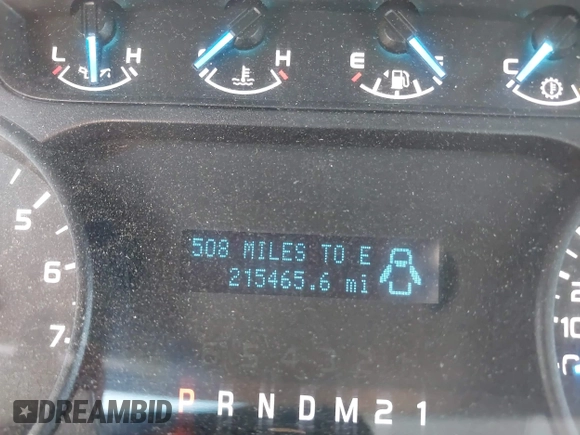 L H C H E F C
508 MILES TO E
215465.6 mi
5
6
7
P R N D M 2 1
DREAMBID